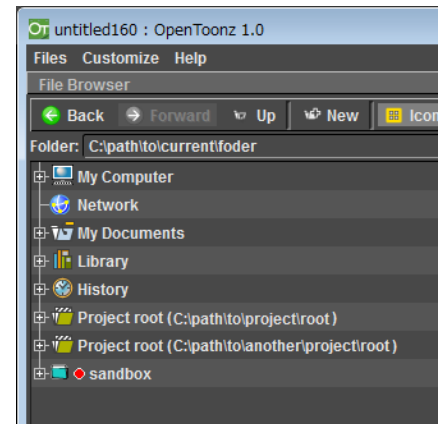 OT untitled160 : OpenToonz 1.0
Files Customize Help
File Browser
Back Forward Up New Icon
Folder: C:\path\to\current\foder
My Computer
Network
My Documents
Library
History
Project root (C:\path\to\project\root)
Project root (C:\path\to\another\project\root)
sandbox